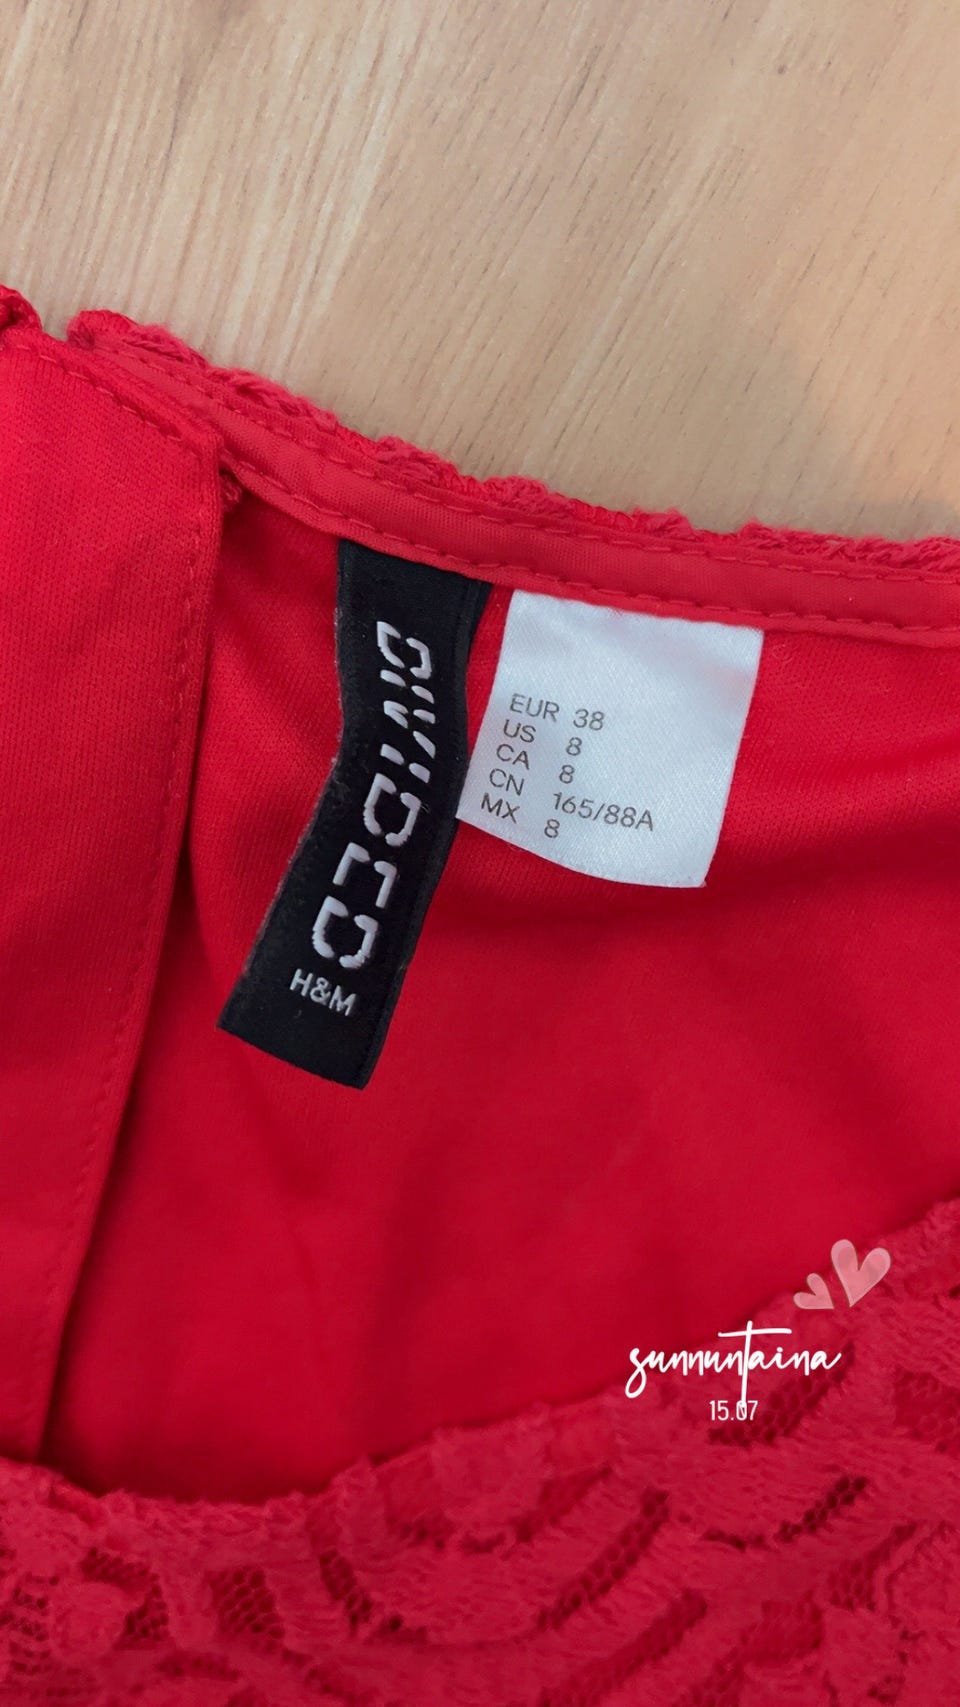 DIVIDED
H&M
EUR 38
US 8
CA 8
CN 165/88A
MX 8
sunnuntaina
15.07